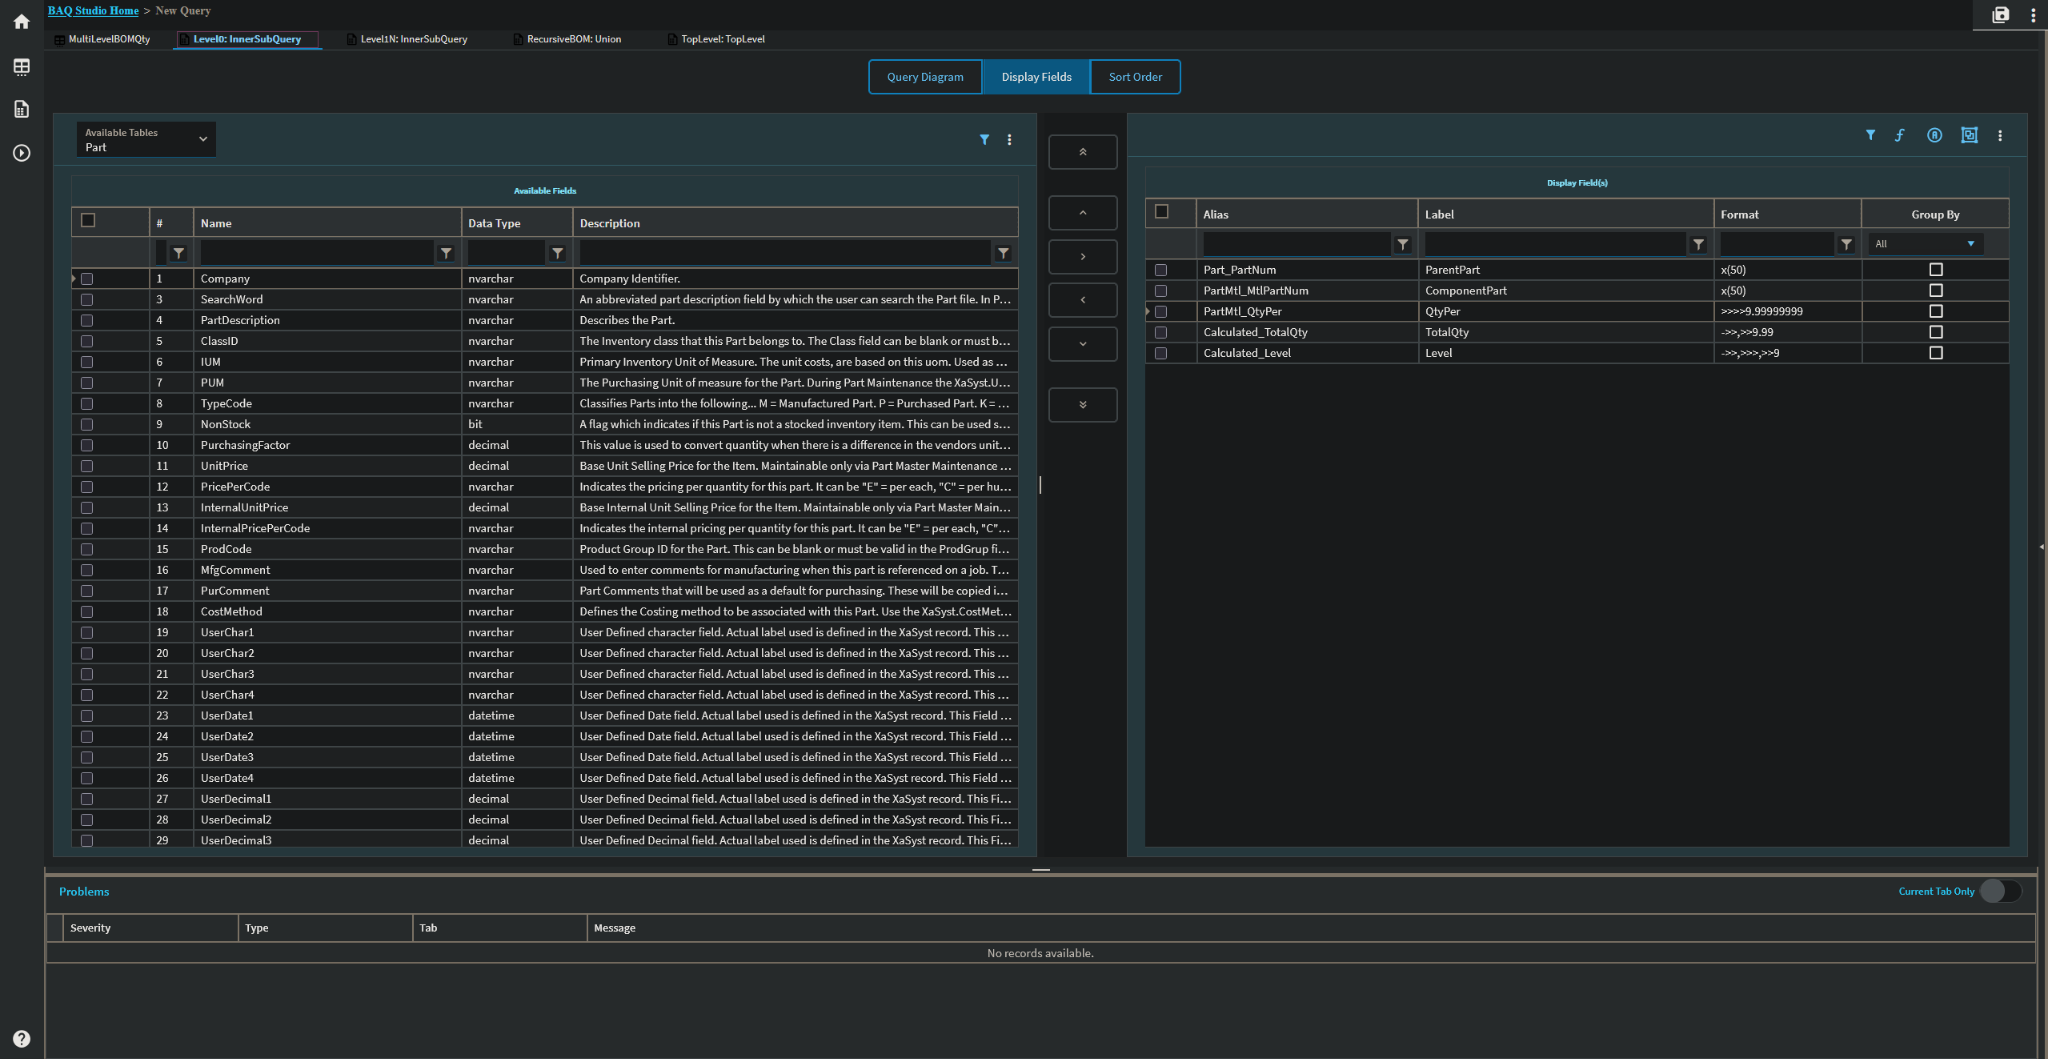 BAQ Studio Home > New Query
MultiLevelBOMQty Level0: InnerSubQuery Level1N: InnerSubQuery RecursiveBOM: Union TopLevel: TopLevel
Query Diagram Display Fields Sort Order
Available Tables
Part
Available Fields
# Name Data Type Description
1 Company nvarchar Company Identifier.
3 SearchWord nvarchar An abbreviated part description field by which the user can search the Part file. In P...
4 PartDescription nvarchar Describes the Part.
5 ClassID nvarchar The Inventory class that this Part belongs to. The Class field can be blank or must b...
6 IUM nvarchar Primary Inventory Unit of Measure. The unit costs, are based on this uom. Used as ...
7 PUM nvarchar The Purchasing Unit of measure for the Part. During Part Maintenance the XaSyst.U...
8 TypeCode nvarchar Classifies Parts into the following... M = Manufactured Part. P = Purchased Part. K = ...
9 NonStock bit A flag which indicates if this Part is not a stocked inventory item. This can be used s...
10 PurchasingFactor decimal This value is used to convert quantity when there is a difference in the vendors unit...
11 UnitPrice decimal Base Unit Selling Price for the Item. Maintainable only via Part Master Maintenance ...
12 PricePerCode nvarchar Indicates the pricing per quantity for this part. It can be "E" = per each, "C" = per hu...
13 InternalUnitPrice decimal Base Internal Unit Selling Price for the Item. Maintainable only via Part Master Main...
14 InternalPricePerCode nvarchar Indicates the internal pricing per quantity for this part. It can be "E" = per each, "C"...
15 ProdCode nvarchar Product Group ID for the Part. This can be blank or must be valid in the ProdGrup fi...
16 MfgComment nvarchar Used to enter comments for manufacturing when this part is referenced on a job. T...
17 PurComment nvarchar Part Comments that will be used as a default for purchasing. These will be copied i...
18 CostMethod nvarchar Defines the Costing method to be associated with this Part. Use the XaSyst.CostMet...
19 UserChar1 nvarchar User Defined character field. Actual label used is defined in the XaSyst record. This ...
20 UserChar2 nvarchar User Defined character field. Actual label used is defined in the XaSyst record. This ...
21 UserChar3 nvarchar User Defined character field. Actual label used is defined in the XaSyst record. This ...
22 UserChar4 nvarchar User Defined character field. Actual label used is defined in the XaSyst record. This ...
23 UserDate1 datetime User Defined Date field. Actual label used is defined in the XaSyst record. This Field ...
24 UserDate2 datetime User Defined Date field. Actual label used is defined in the XaSyst record. This Field ...
25 UserDate3 datetime User Defined Date field. Actual label used is defined in the XaSyst record. This Field ...
26 UserDate4 datetime User Defined Date field. Actual label used is defined in the XaSyst record. This Field ...
27 UserDecimal1 decimal User Defined Decimal field. Actual label used is defined in the XaSyst record. This Fi...
28 UserDecimal2 decimal User Defined Decimal field. Actual label used is defined in the XaSyst record. This Fi...
29 UserDecimal3 decimal User Defined Decimal field. Actual label used is defined in the XaSyst record. This Fi...
Display Field(s)
Alias Label Format Group By
All
Part_PartNum ParentPart x(50)
PartMtl_MtlPartNum ComponentPart x(50)
PartMtl_QtyPer QtyPer >>>>9.99999999
Calculated_TotalQty TotalQty ->>,>>9.99
Calculated_Level Level ->>,>>>,>>9
Problems Current Tab Only
Severity Type Tab Message
No records available.